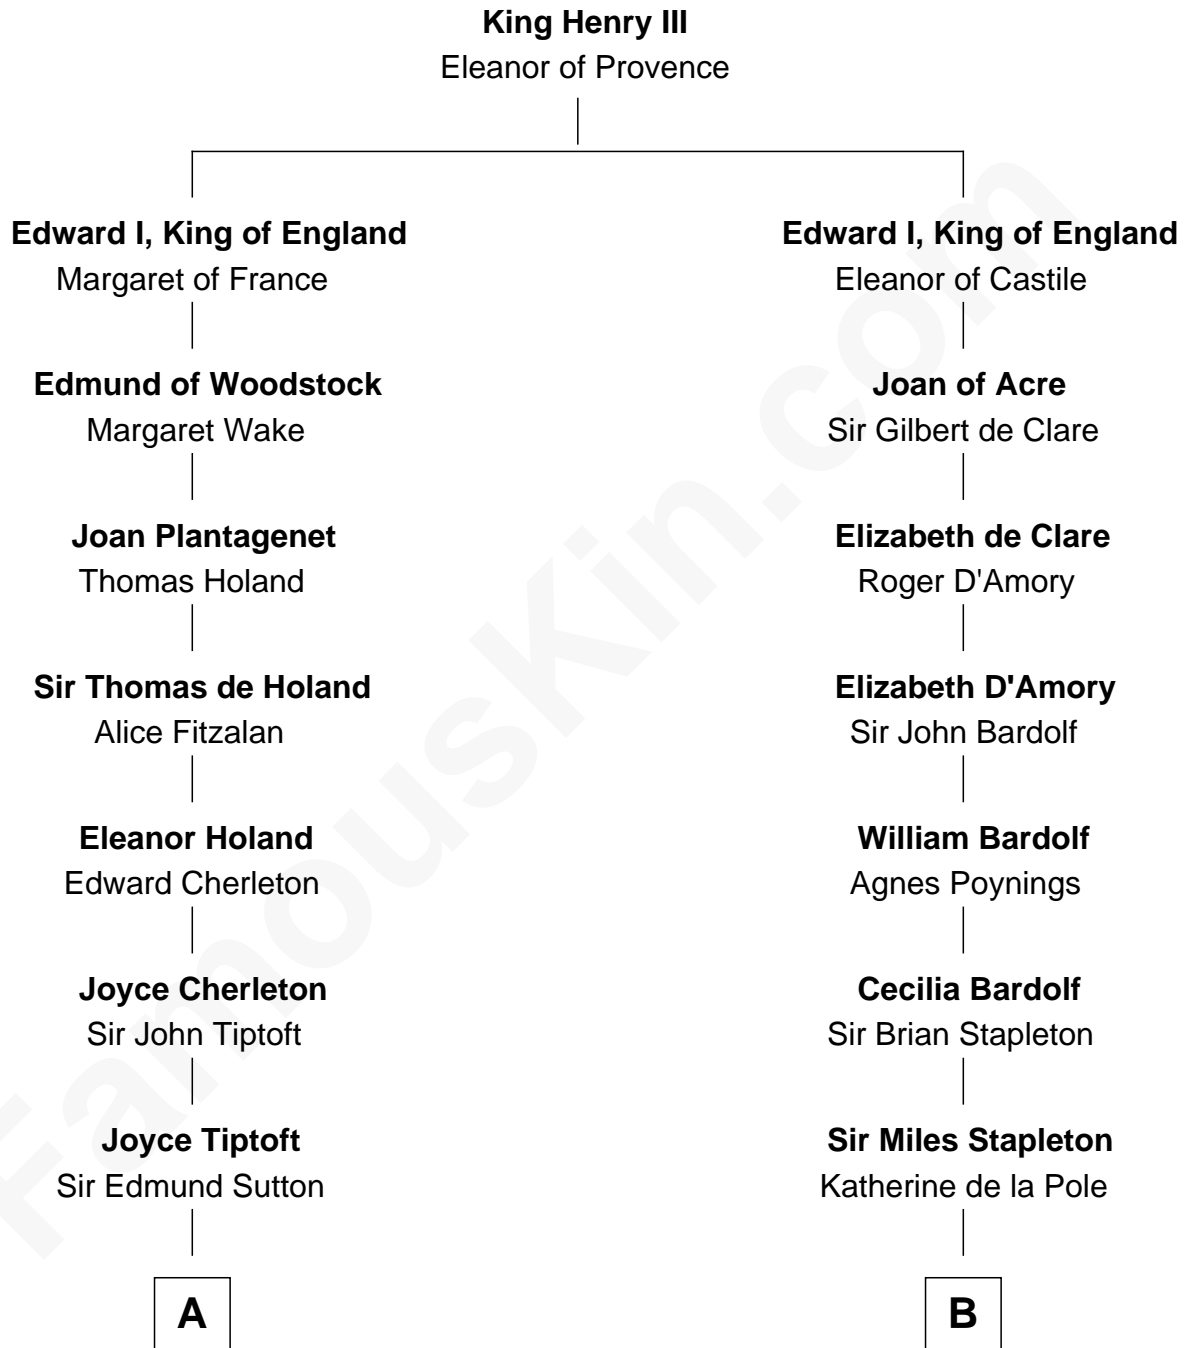 King Henry III
Eleanor of Provence
Edward I, King of England
Margaret of France
Edward I, King of England
Eleanor of Castile
Edmund of Woodstock
Margaret Wake
Joan of Acre
Sir Gilbert de Clare
Joan Plantagenet
Thomas Holand
Elizabeth de Clare
Roger D'Amory
Sir Thomas de Holand
Alice Fitzalan
Elizabeth D'Amory
Sir John Bardolf
Eleanor Holand
Edward Cherleton
William Bardolf
Agnes Poynings
Joyce Cherleton
Sir John Tiptoft
Cecilia Bardolf
Sir Brian Stapleton
Joyce Tiptoft
Sir Edmund Sutton
Sir Miles Stapleton
Katherine de la Pole
A
B
FamousKin.com